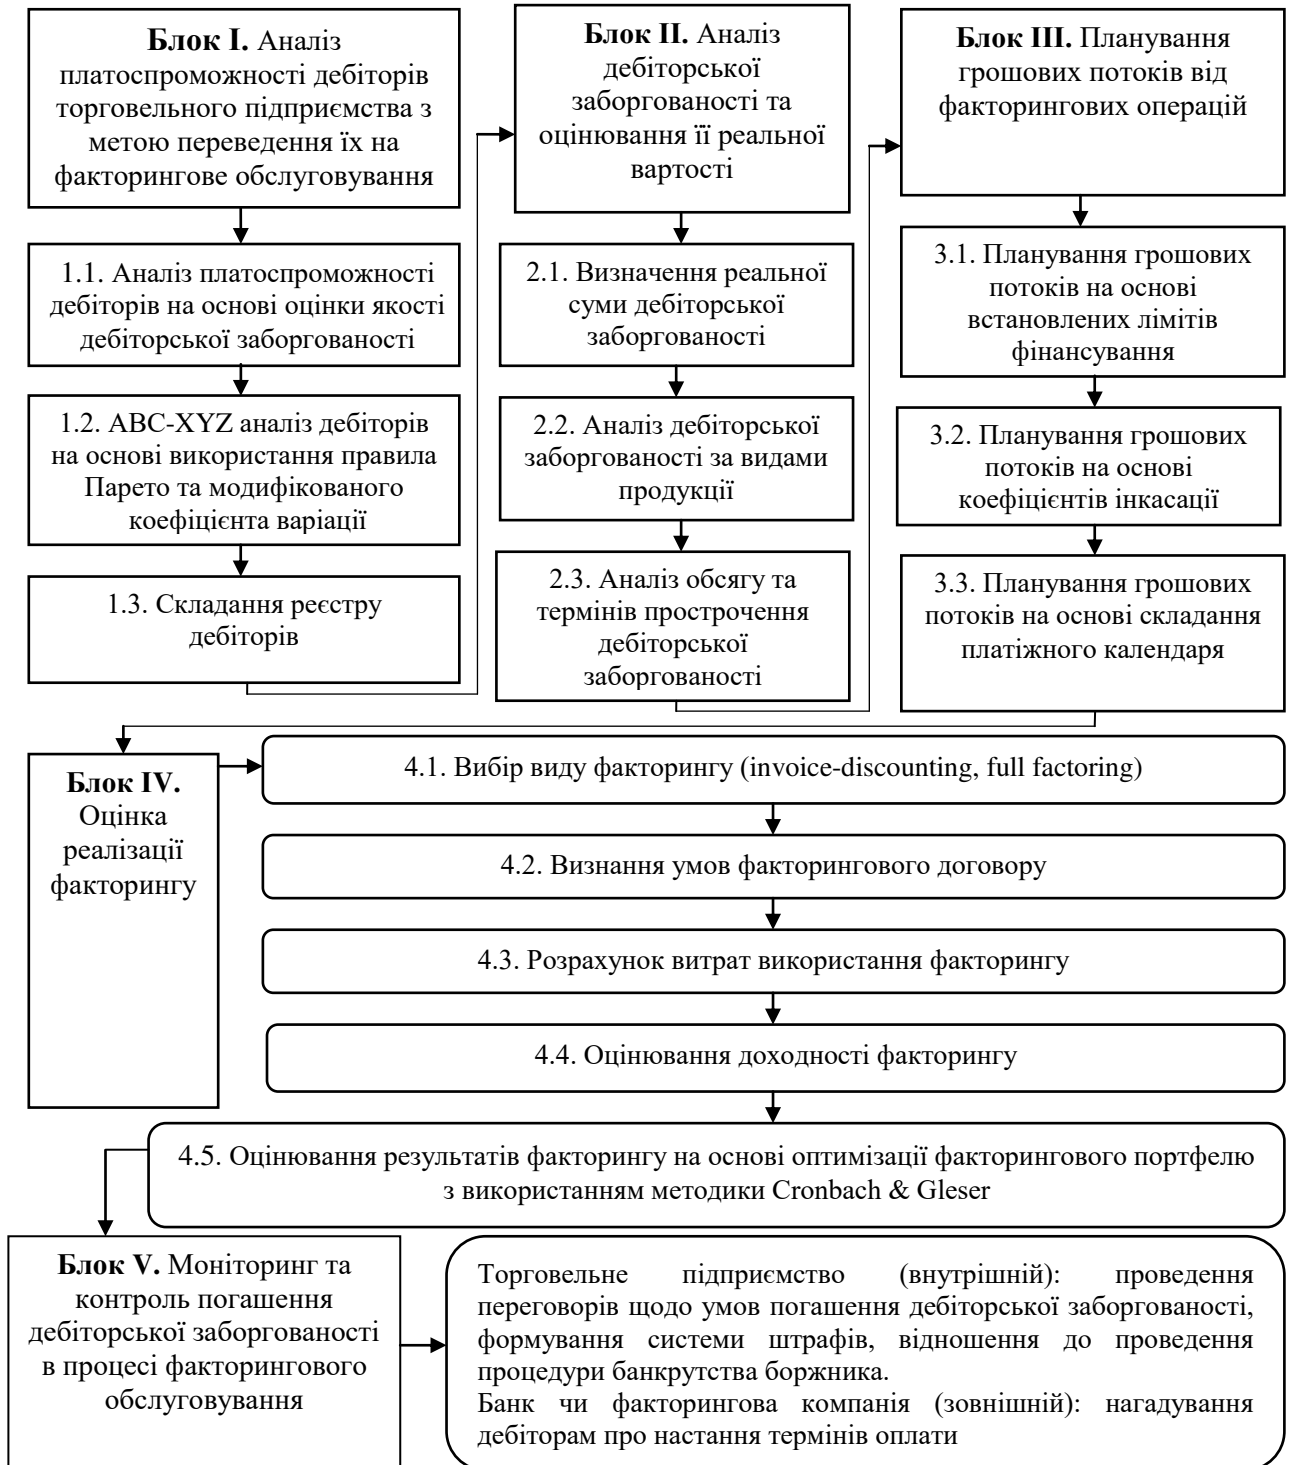 Блок І. Аналіз
платоспроможності дебіторів
торговельного підприємства з
метою переведення їх на
факторингове обслуговування
1.1. Аналіз платоспроможності
дебіторів на основі оцінки якості
дебіторської заборгованості
1.2. ABC-XYZ аналіз дебіторів
на основі використання правила
Парето та модифікованого
коефіцієнта варіації
1.3. Складання реєстру
дебіторів
Блок ІІ. Аналіз
дебіторської
заборгованості та
оцінювання її реальної
вартості
2.1. Визначення реальної
суми дебіторської
заборгованості
2.2. Аналіз дебіторської
заборгованості за видами
продукції
2.3. Аналіз обсягу та
термінів прострочення
дебіторської
заборгованості
Блок ІІІ. Планування
грошових потоків від
факторингових операцій
3.1. Планування грошових
потоків на основі
встановлених лімітів
фінансування
3.2. Планування грошових
потоків на основі
коефіцієнтів інкасації
3.3. Планування грошових
потоків на основі складання
платіжного календаря
Блок IV.
Оцінка
реалізації
факторингу
4.1. Вибір виду факторингу (invoice-discounting, full factoring)
4.2. Визнання умов факторингового договору
4.3. Розрахунок витрат використання факторингу
4.4. Оцінювання доходності факторингу
4.5. Оцінювання результатів факторингу на основі оптимізації факторингового портфелю
з використанням методики Cronbach & Gleser
Блок V. Моніторинг та
контроль погашення
дебіторської заборгованості
в процесі факторингового
обслуговування
Торговельне підприємство (внутрішній): проведення
переговорів щодо умов погашення дебіторської заборгованості,
формування системи штрафів, відношення до проведення
процедури банкрутства боржника.
Банк чи факторингова компанія (зовнішній): нагадування
дебіторам про настання термінів оплати